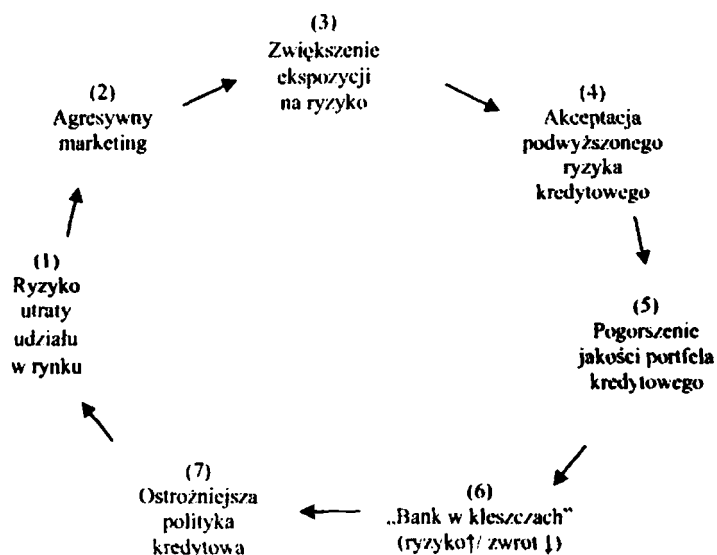 (1)
Ryzyko
utraty
udziału
w rynku
(2)
Agresywny
marketing
(3)
Zwiększenie
ekspozycji
na ryzyko
(4)
Akceptacja
podwyższonego
ryzyka
kredytowego
(5)
Pogorszenie
jakości portfela
kredytowego
(6)
„Bank w kleszczach”
(ryzyko↑/ zwrot ↓)
(7)
Ostrożniejsza
polityka
kredytowa